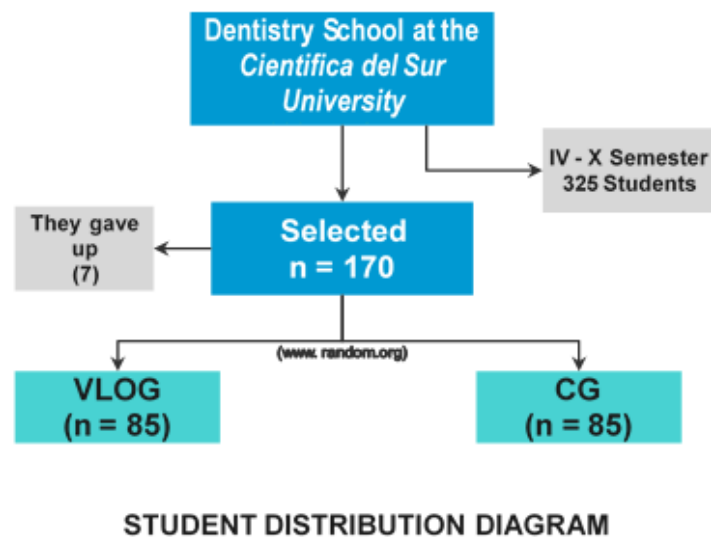 Dentistry School at the
Cientifica del Sur
University
IV - X Semester
325 Students
They gave
up
(7)
Selected
n = 170
(www. random.org)
VLOG
(n = 85)
CG
(n = 85)
STUDENT DISTRIBUTION DIAGRAM